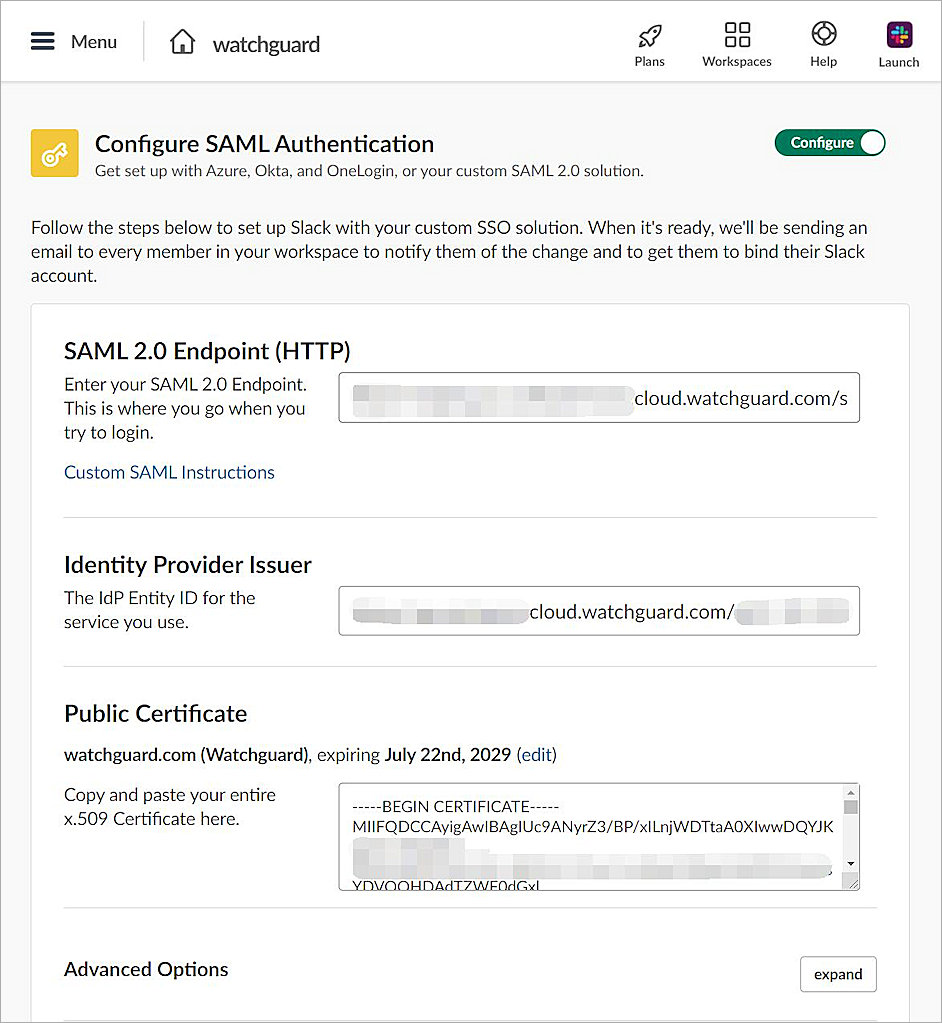 Menu
watchguard
Plans
Workspaces
Help
Launch
Configure SAML Authentication
Configure
Get set up with Azure, Okta, and OneLogin, or your custom SAML 2.0 solution.
Follow the steps below to set up Slack with your custom SSO solution. When it's ready, we'll be sending an
email to every member in your workspace to notify them of the change and to get them to bind their Slack
account.
SAML 2.0 Endpoint (HTTP)
Enter your SAML 2.0 Endpoint.
This is where you go when you
try to login.
cloud.watchguard.com/s
Custom SAML Instructions
Identity Provider Issuer
The IdP Entity ID for the
service you use.
cloud.watchguard.com/
Public Certificate
watchguard.com (Watchguard), expiring July 22nd, 2029 (edit)
Copy and paste your entire
x.509 Certificate here.
-----BEGIN CERTIFICATE-----
MIIFQDCCAyigAwIBAgIUc9ANyrZ3/BP/xILnjWDTtaA0XIwwDQYJK
Advanced Options
expand